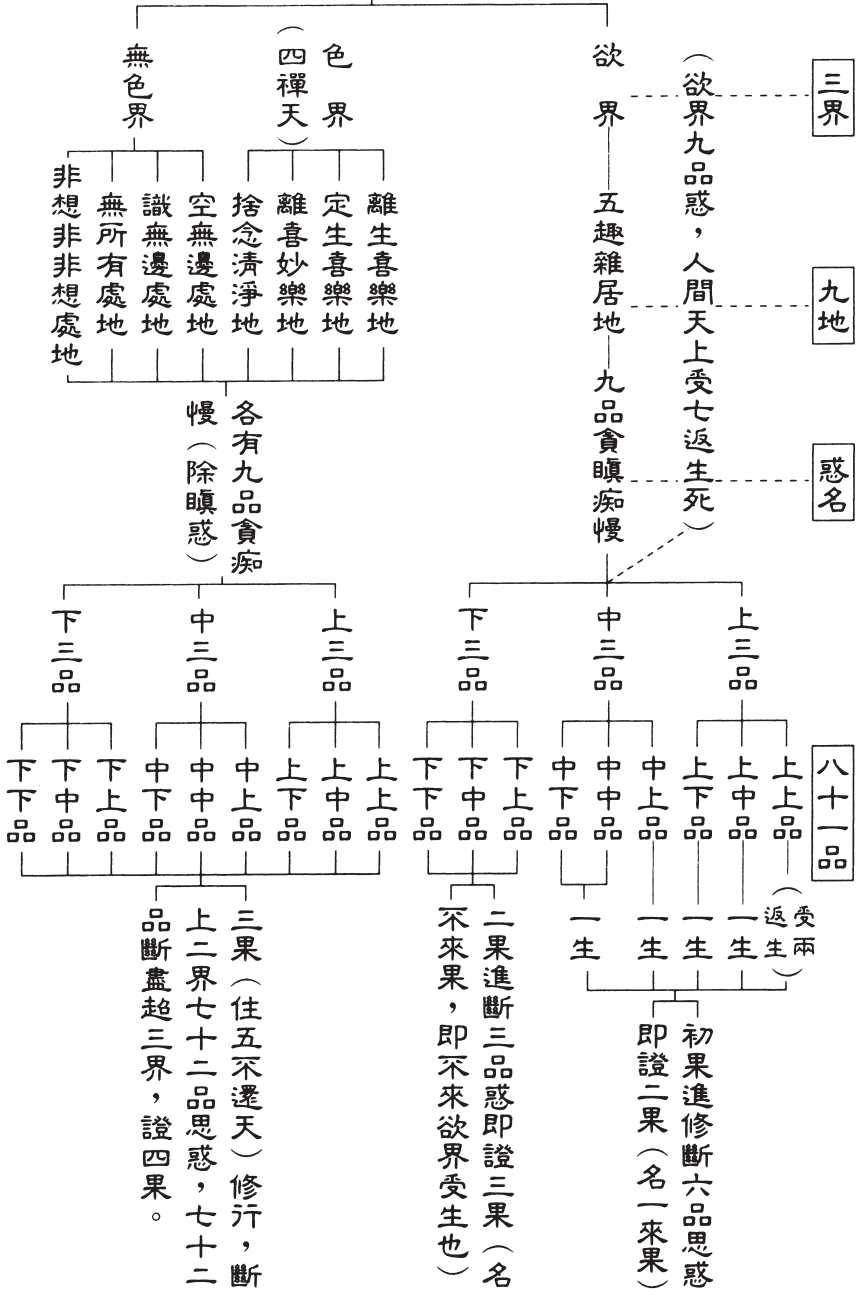 三界
九地
惑名
八十一品
（欲界九品惑，人間天上受七返生死）
欲界
五趣雜居地
九品貪瞋痴慢
上三品
中三品
下三品
上上品
上中品
上下品
中上品
中中品
中下品
下上品
下中品
下下品
（受兩
返生）
一生
一生
一生
一生
初果進修斷六品思惑
即證二果（名一來果）
二果進斷三品惑即證三果（名
不來果，即不來欲界受生也）
色界
（四禪天）
離生喜樂地
定生喜樂地
離喜妙樂地
捨念清淨地
無色界
空無邊處地
識無邊處地
無所有處地
非想非非想處地
各有九品貪痴
慢（除瞋惑）
上三品
中三品
下三品
上上品
上中品
上下品
中上品
中中品
中下品
下上品
下中品
下下品
三果（住五不還天）修行，斷
上二界七十二品思惑，七十二
品斷盡超三界，證四果。